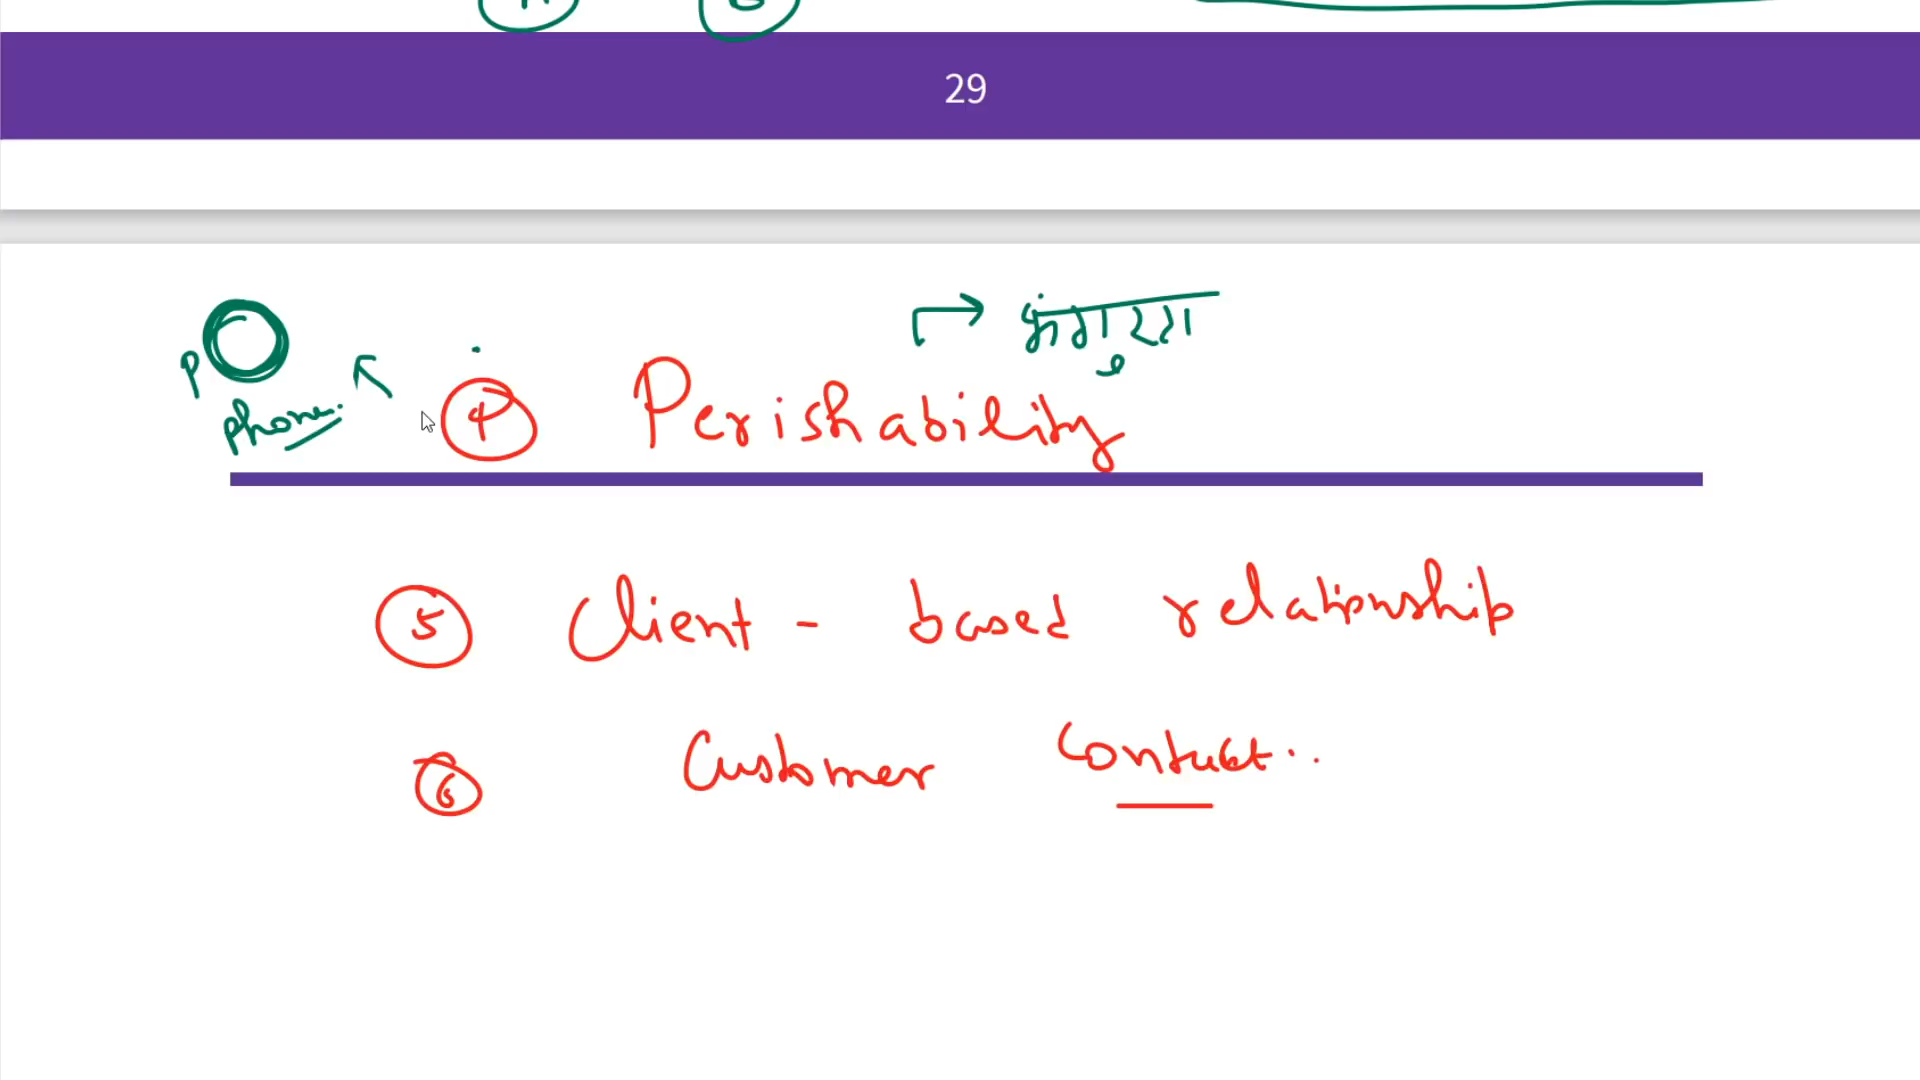 29
P
phone.
④ Perishability
⑤ Client - based relationship
⑥ Customer Contact..